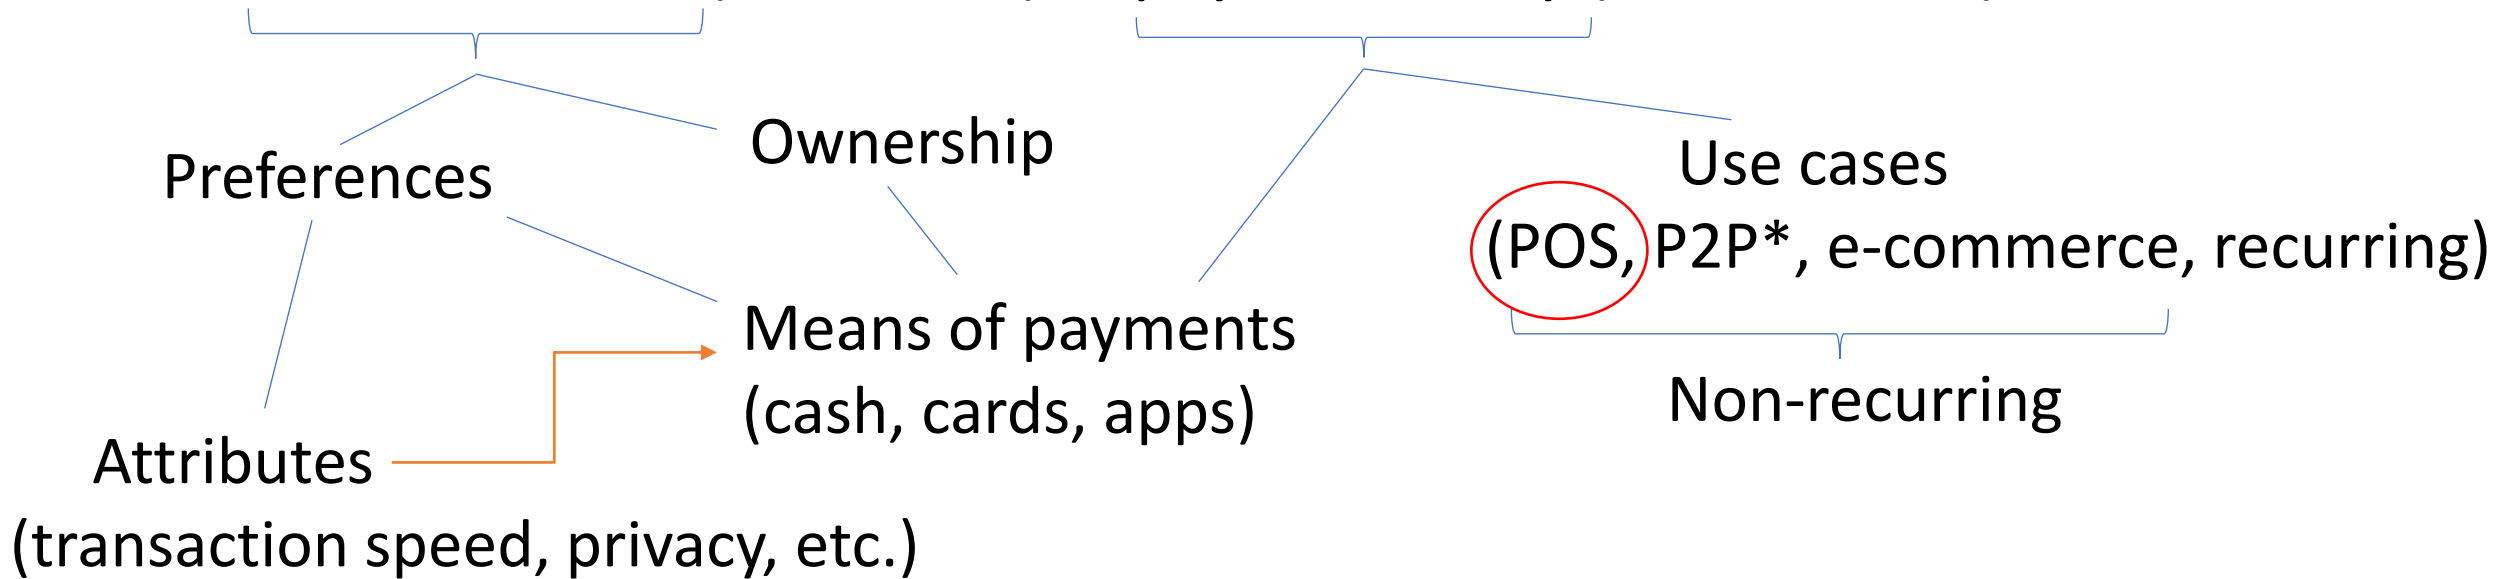 Preferences
Ownership
Use cases
(POS, P2P*, e-commerce, recurring)
Means of payments
(cash, cards, apps)
Non-recurring
Attributes
(transaction speed, privacy, etc.)